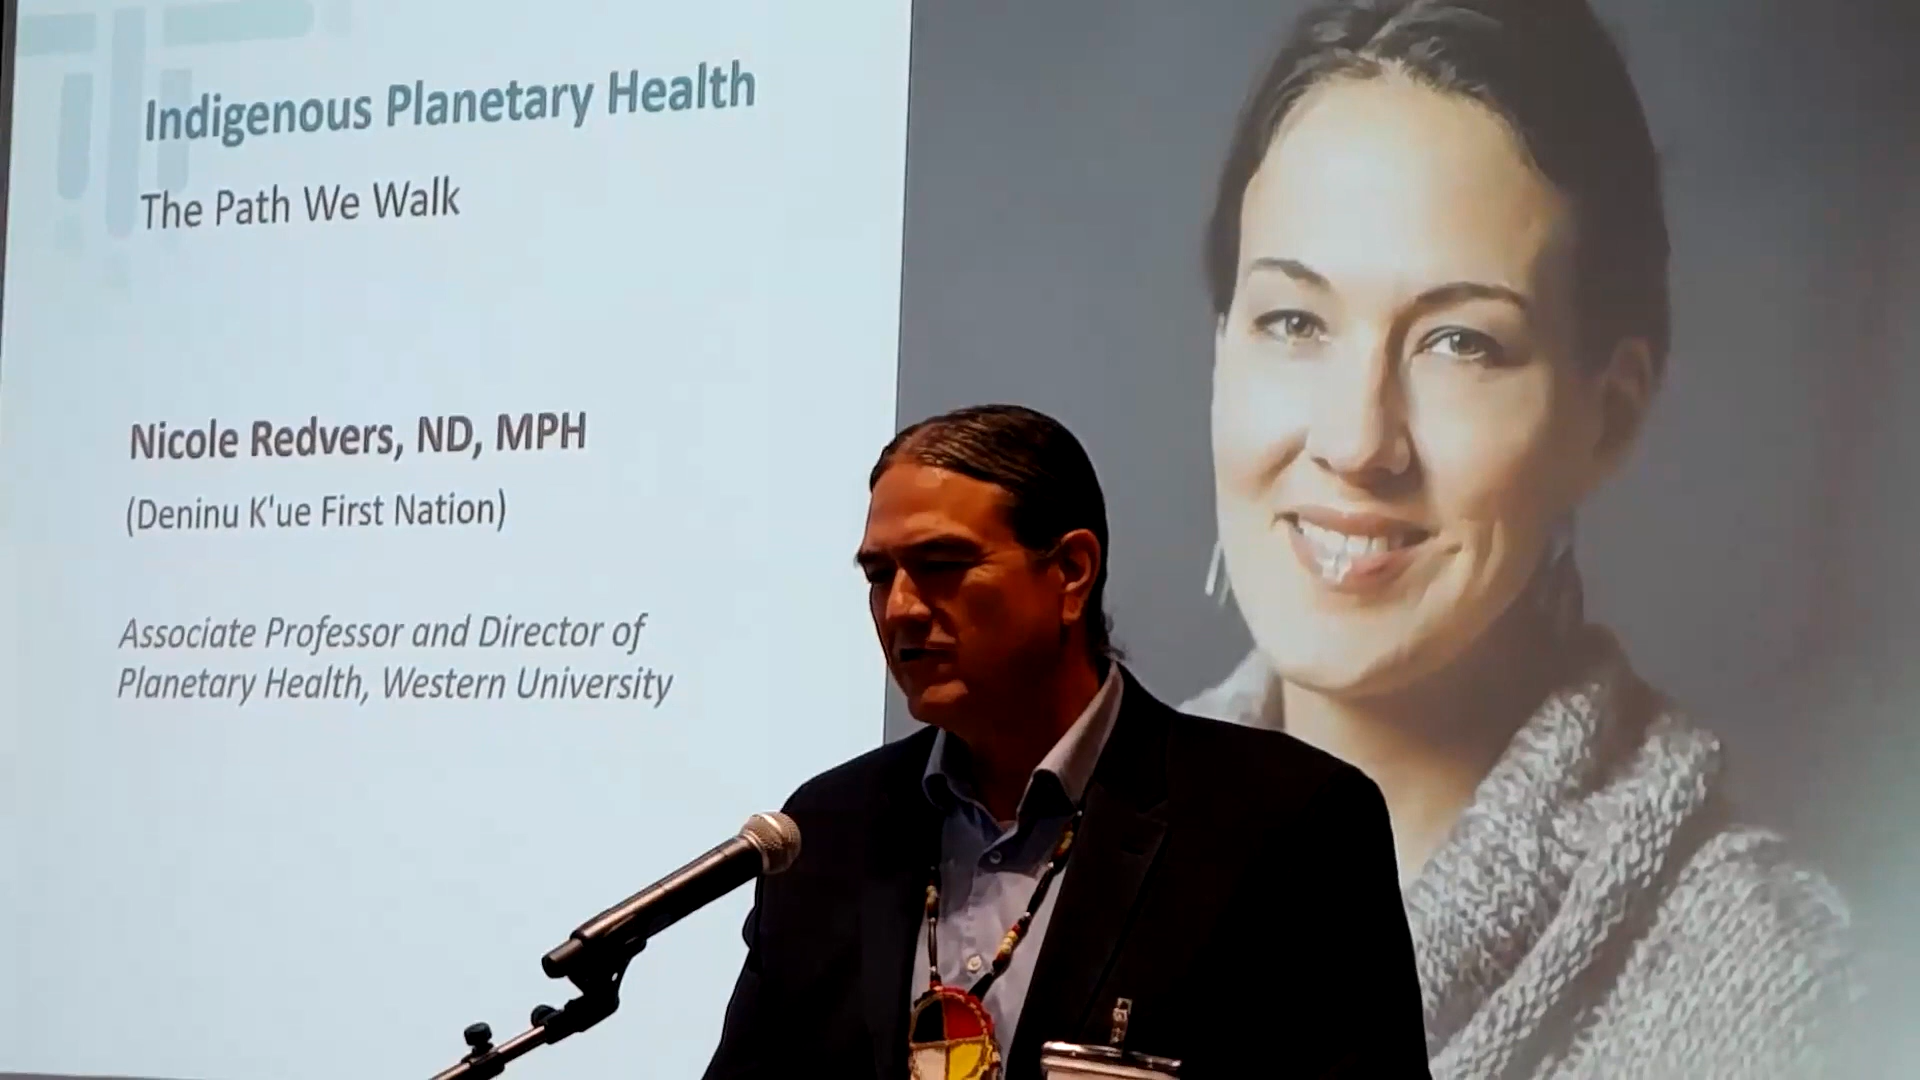 Indigenous Planetary Health
The Path We Walk
Nicole Redvers, ND, MPH
(Deninu K'ue First Nation)
Associate Professor and Director of
Planetary Health, Western University